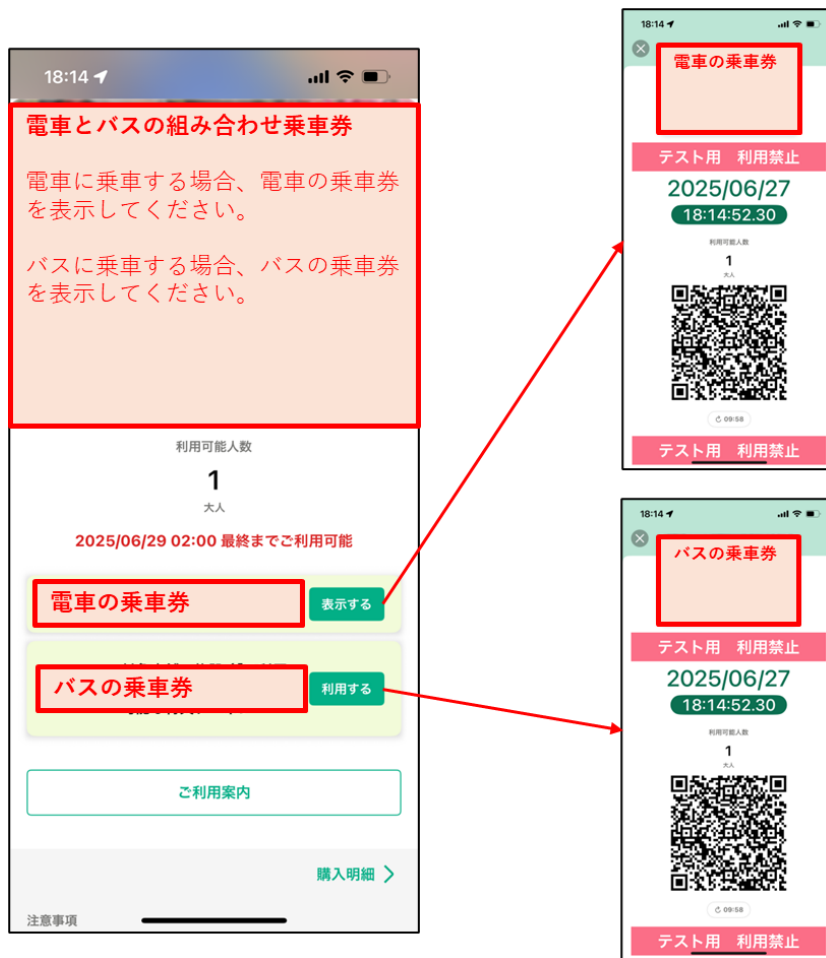 18:14
電車とバスの組み合わせ乗車券
電車に乗車する場合、電車の乗車券
を表示してください。
バスに乗車する場合、バスの乗車券
を表示してください。
利用可能人数
1
大人
2025/06/29 02:00 最終までご利用可能
電車の乗車券
表示する
バスの乗車券
利用する
ご利用案内
購入明細
注意事項
18:14
電車の乗車券
テスト用 利用禁止
2025/06/27
18:14:52.30
利用可能人数
1
大人
09:58
テスト用 利用禁止
18:14
バスの乗車券
テスト用 利用禁止
2025/06/27
18:14:52.30
利用可能人数
1
大人
09:58
テスト用 利用禁止